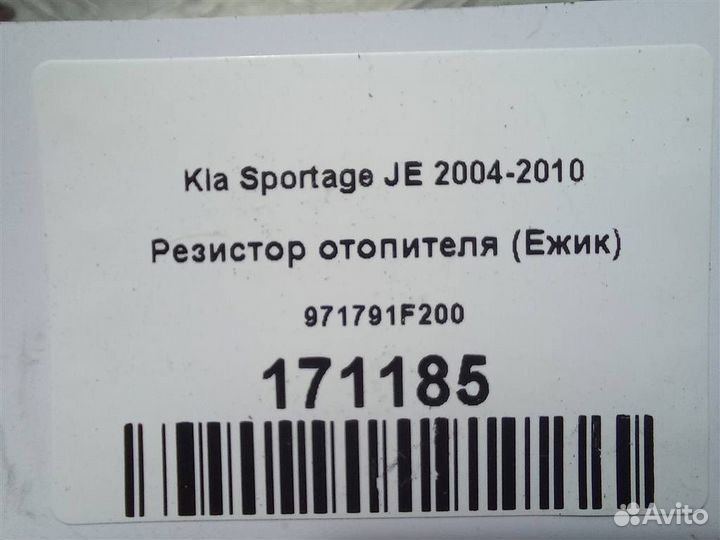 Kia Sportage JE 2004-2010
Резистор отопителя (Ежик)
971791F200
171185
Avito